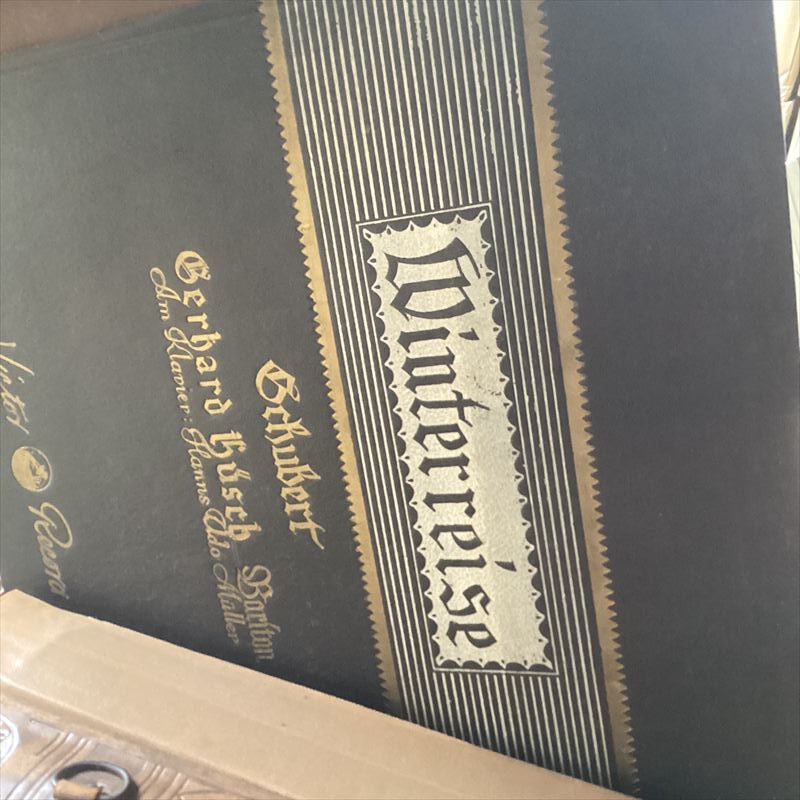 Winterreise
Schubert
Gerhard Hüsch Bariton
Am Klavier: Hanns Udo Müller
Victor Record